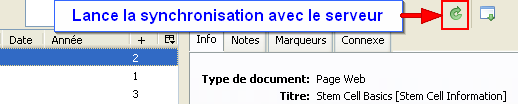 Lance la synchronisation avec le serveur
Date Année + Info Notes Marqueurs Connexe
2
1
3
Type de document: Page Web
Titre: Stem Cell Basics [Stem Cell Information]